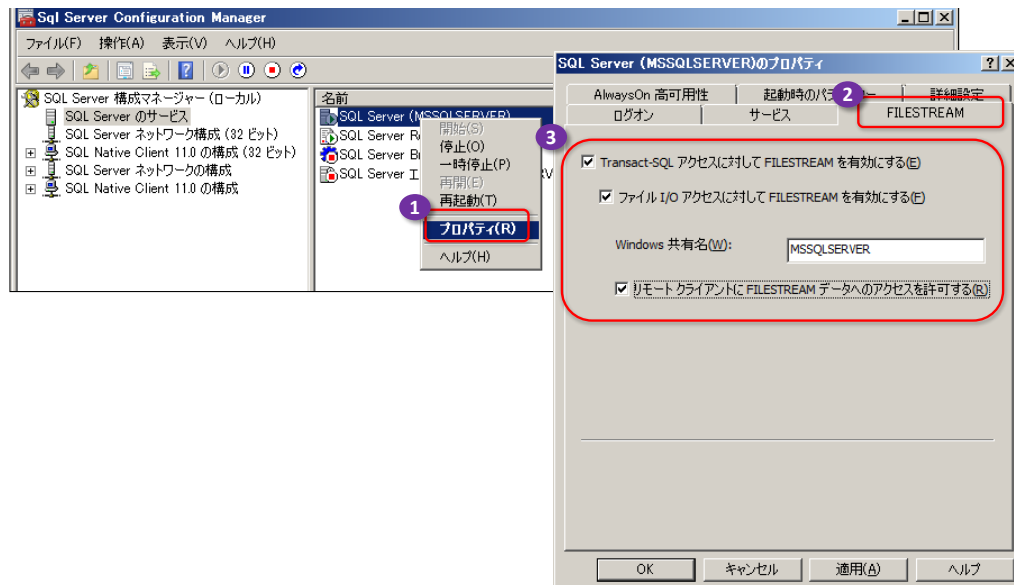 Sql Server Configuration Manager
ファイル(F) 操作(A) 表示(V) ヘルプ(H)
SQL Server 構成マネージャー (ローカル)
SQL Server のサービス
SQL Server ネットワーク構成 (32 ビット)
SQL Native Client 11.0 の構成 (32 ビット)
SQL Server ネットワークの構成
SQL Native Client 11.0 の構成
名前
SQL Server (MSSQLSERVER)
SQL Server
SQL Server
SQL Server エ
開始(S)
停止(O)
一時停止(P)
再開(E)
再起動(T)
1
プロパティ(R)
ヘルプ(H)
SQL Server (MSSQLSERVER)のプロパティ
AlwaysOn 高可用性
起動時の
2
詳細設定
ログオン
サービス
FILESTREAM
3
Transact-SQL アクセスに対して FILESTREAM を有効にする(E)
ファイル I/O アクセスに対して FILESTREAM を有効にする(F)
Windows 共有名(W):
MSSQLSERVER
リモート クライアントに FILESTREAM データへのアクセスを許可する(R)
OK
キャンセル
適用(A)
ヘルプ